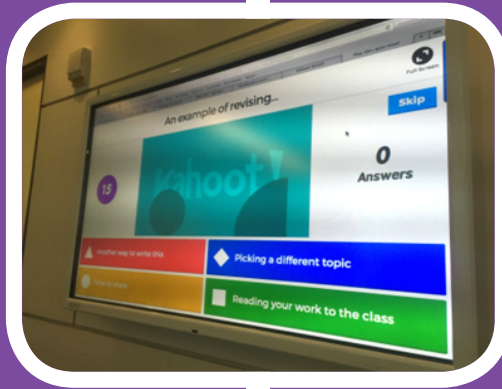 Full Screen
An example of revising...
Skip
Kahoot!
15
0
Answers
Another way to write this
Picking a different topic
Reading your work to the class